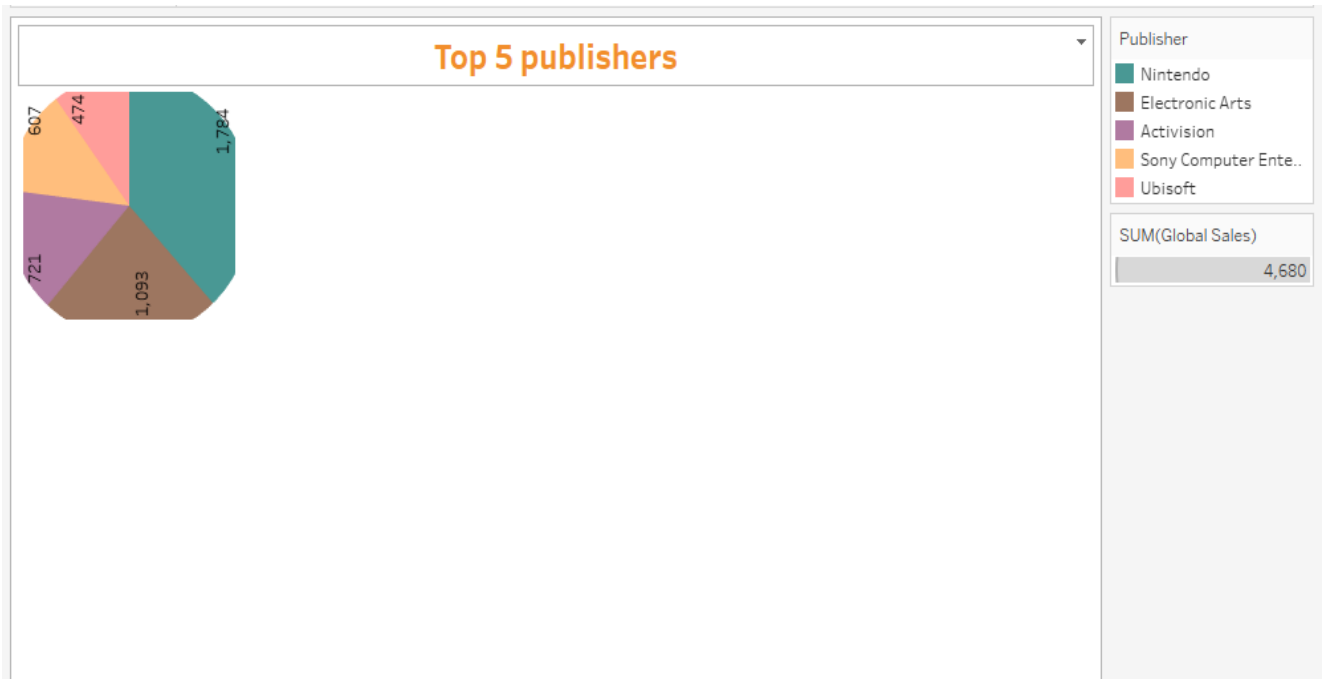 Top 5 publishers
607
474
1,784
721
1,093
Publisher
Nintendo
Electronic Arts
Activision
Sony Computer Ente..
Ubisoft
SUM(Global Sales)
4,680